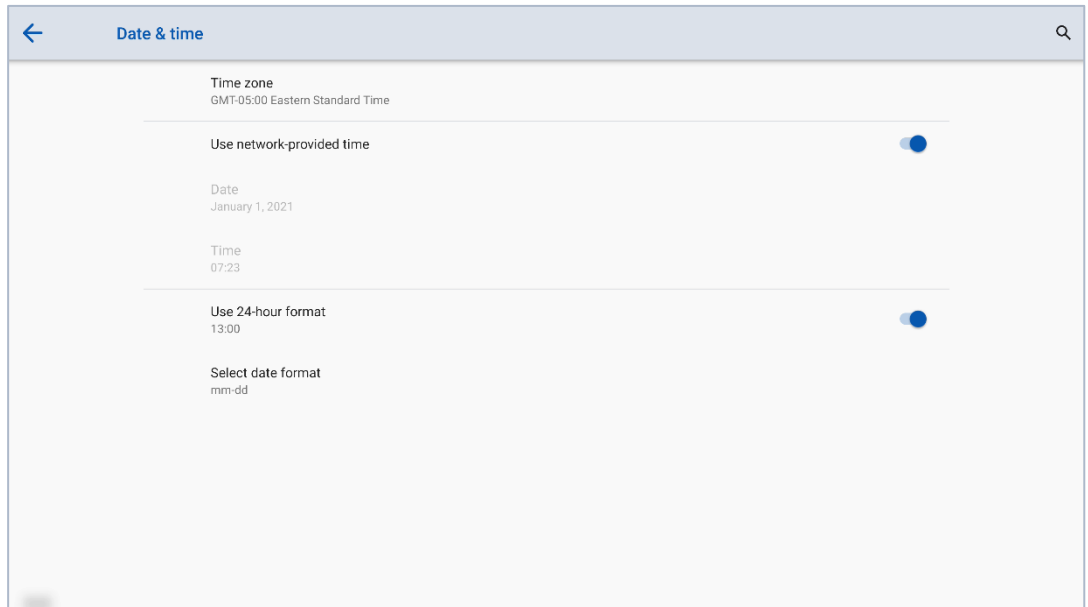 Date & time
Time zone
GMT-05:00 Eastern Standard Time
Use network-provided time
Date
January 1, 2021
Time
07:23
Use 24-hour format
13:00
Select date format
mm-dd